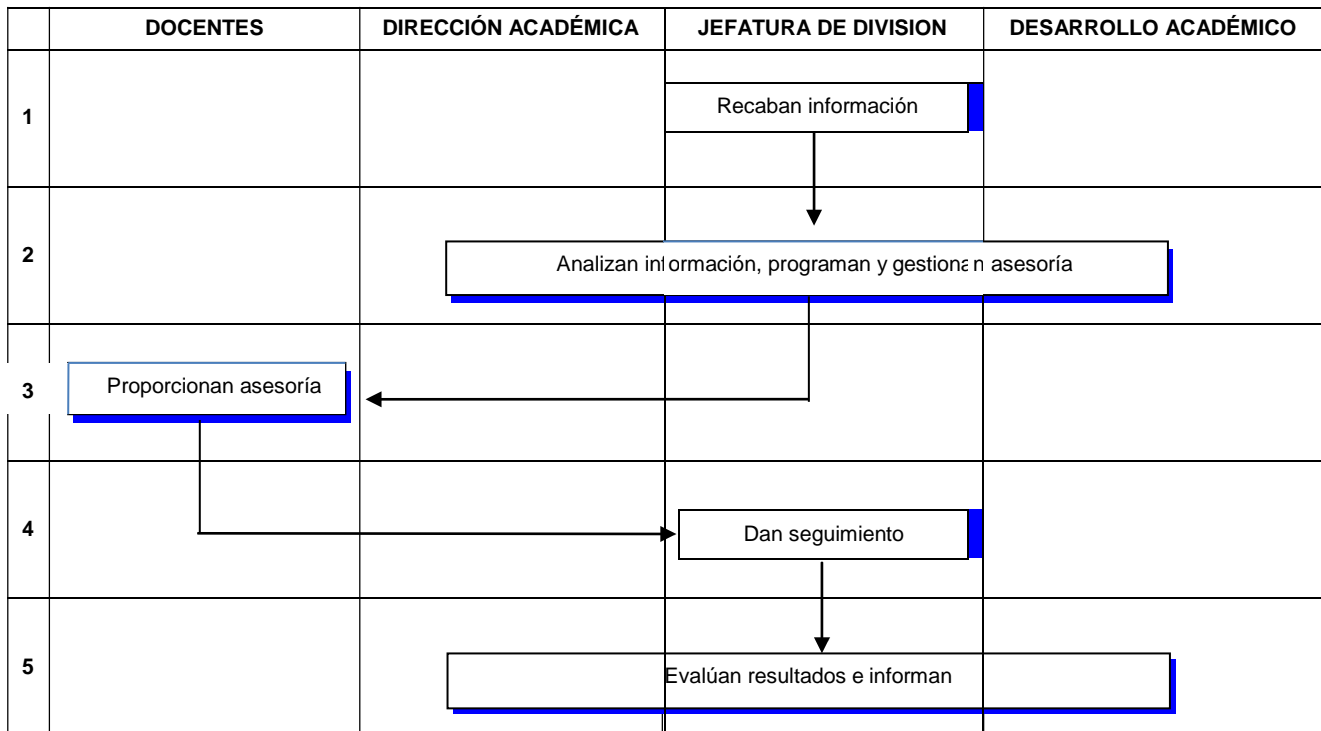 DOCENTES DIRECCIÓN ACADÉMICA JEFATURA DE DIVISION DESARROLLO ACADÉMICO
1 Recaban información
2 Analizan información, programan y gestionan asesoría
3 Proporcionan asesoría
4 Dan seguimiento
5 Evalúan resultados e informan